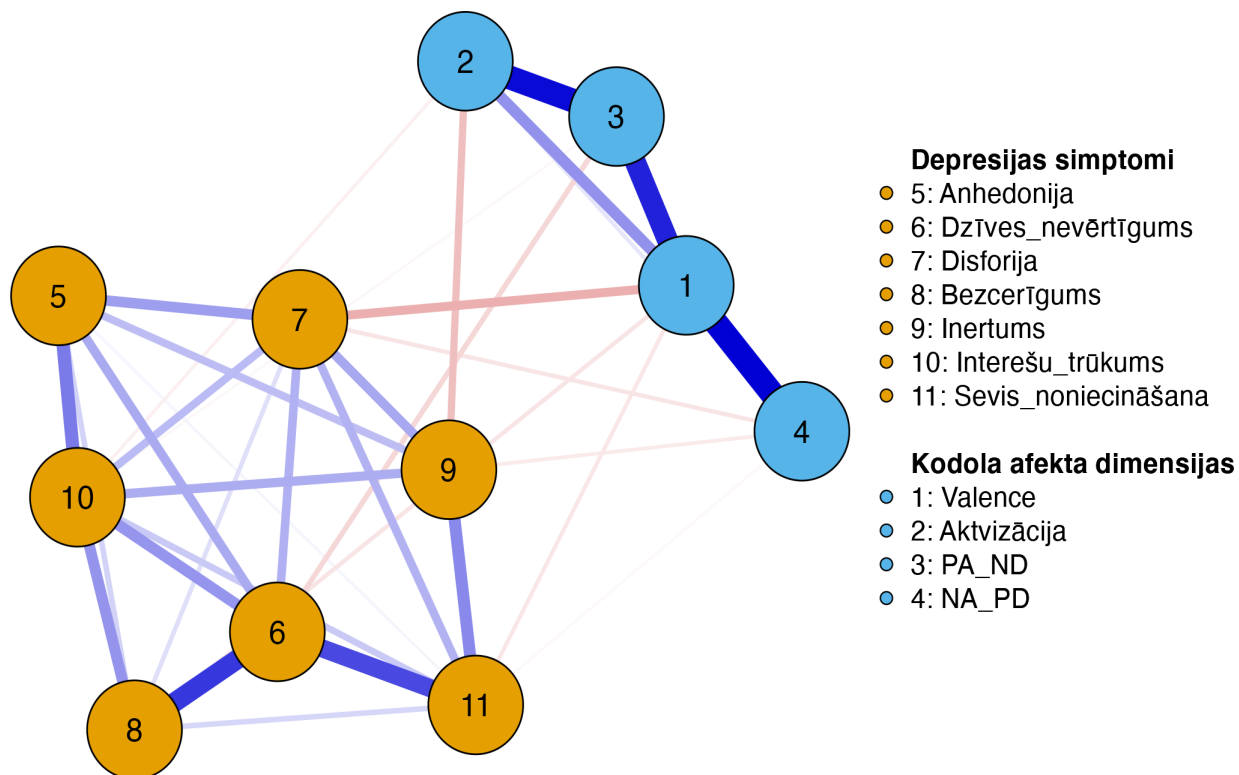 2
3
1
5
7
4
9
10
6
8
11
Depresijas simptomi
5: Anhedonija
6: Dzīves_nevērtīgums
7: Disforija
8: Bezcerīgums
9: Inertums
10: Interešu_trūkums
11: Sevis_noniecināšana
Kodola afekta dimensijas
1: Valence
2: Aktvizācija
3: PA_ND
4: NA_PD